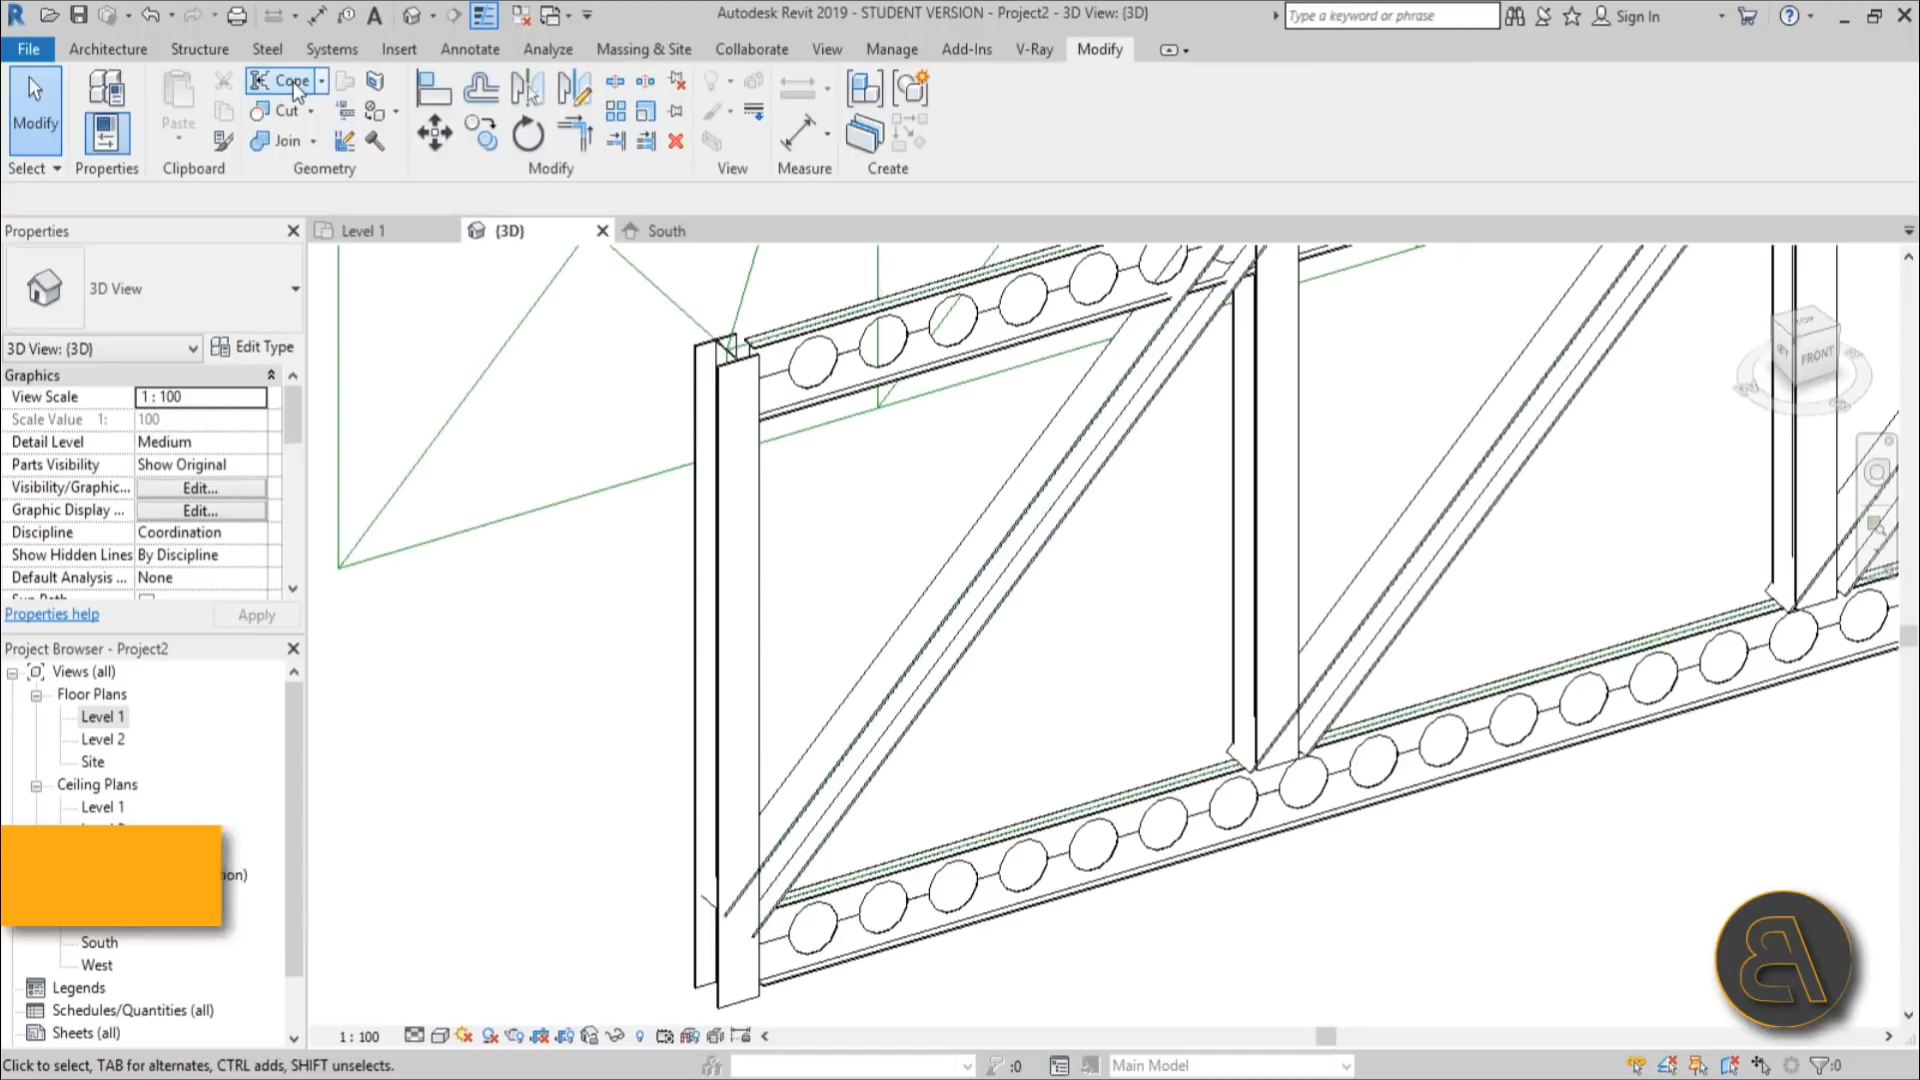 Autodesk Revit 2019 - STUDENT VERSION - Project2 - 3D View: {3D}
Type a keyword or phrase
Sign In
File Architecture Structure Steel Systems Insert Annotate Analyze Massing & Site Collaborate View Manage Add-Ins V-Ray Modify
Modify
Paste
Cope
Cut
Join
Select Properties Clipboard Geometry Modify View Measure Create
Properties
Level 1 {3D} South
3D View
3D View: {3D} Edit Type
Graphics
View Scale 1 : 100
Scale Value 1: 100
Detail Level Medium
Parts Visibility Show Original
Visibility/Graphic... Edit...
Graphic Display ... Edit...
Discipline Coordination
Show Hidden Lines By Discipline
Default Analysis ... None
Properties help Apply
Project Browser - Project2
Views (all)
Floor Plans
Level 1
Level 2
Site
Ceiling Plans
Level 1
South
West
Legends
Schedules/Quantities (all)
Sheets (all)
FRONT
1 : 100
Click to select, TAB for alternates, CTRL adds, SHIFT unselects.
:0
Main Model
:0